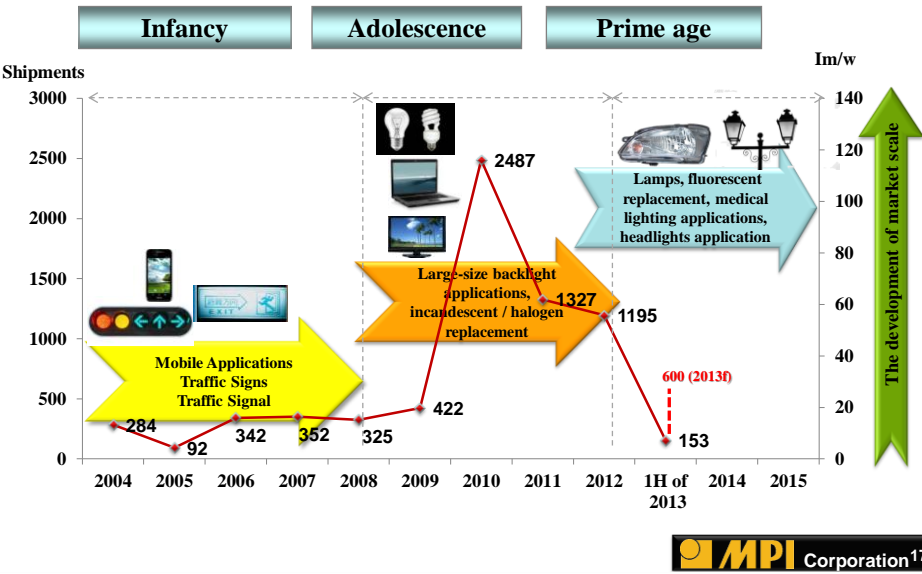 Infancy
Adolescence
Prime age
Shipments
lm/w
3000
2500
2000
1500
1000
500
0
140
120
100
80
60
40
20
0
EXIT
Mobile Applications
Traffic Signs
Traffic Signal
Large-size backlight
applications,
incandescent / halogen
replacement
Lamps, fluorescent
replacement, medical
lighting applications,
headlights application
The development of market scale
284
92
342
352
325
422
2487
1327
1195
600 (2013f)
153
2004
2005
2006
2007
2008
2009
2010
2011
2012
1H of
2013
2014
2015
MPI Corporation
17